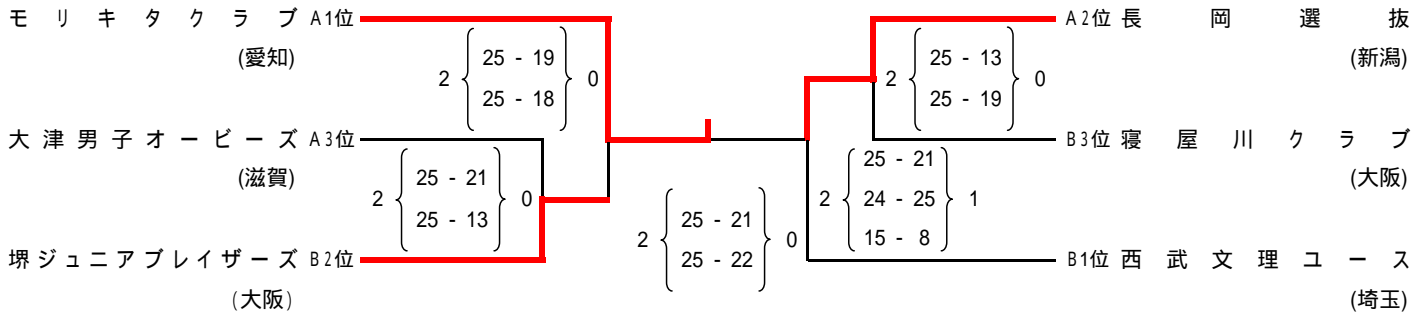 モリキタクラブ A1位
(愛知)
大津男子オービーズ A3位
(滋賀)
堺ジュニアブレイザーズ B2位
(大阪)
2 25 - 19 0
25 - 18
2 25 - 21 0
25 - 13
2 25 - 21 0
25 - 22
2 25 - 13 0
25 - 19
25 - 21
2 24 - 25 1
15 - 8
A2位 長岡選抜
(新潟)
B3位 寝屋川クラブ
(大阪)
B1位 西武文理ユース
(埼玉)